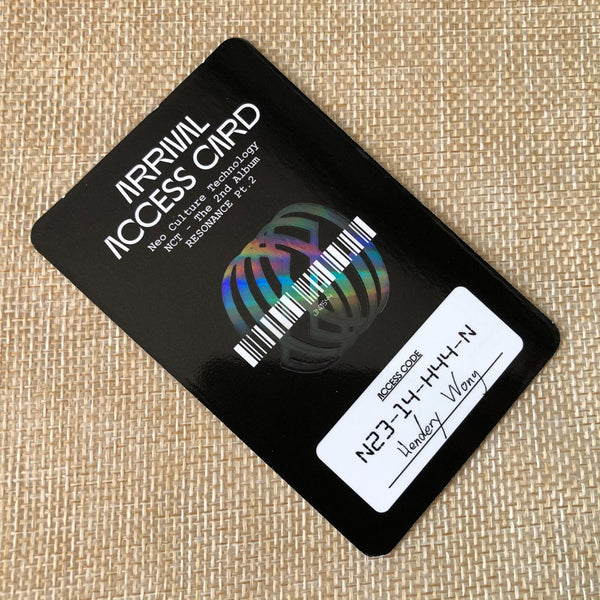 ARRIVAL
ACCESS CARD
Neo Culture Technology
NCT - The 2nd Album
RESONANCE Pt.2
ACCESS CODE
N23-14-H44-N
Hendery Wong